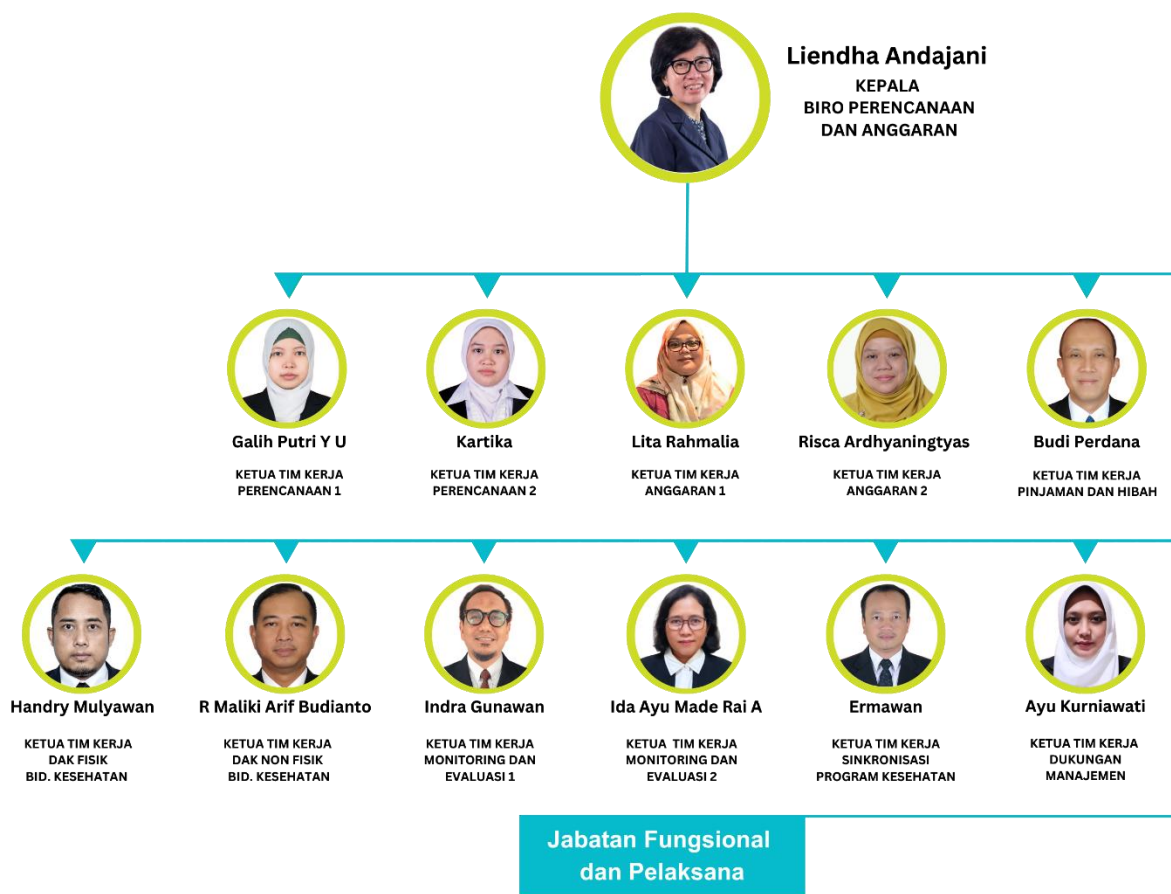 Liendha Andajani
KEPALA
BIRO PERENCANAAN
DAN ANGGARAN
Galih Putri Y U
KETUA TIM KERJA
PERENCANAAN 1
Kartika
KETUA TIM KERJA
PERENCANAAN 2
Lita Rahmalia
KETUA TIM KERJA
ANGGARAN 1
Risca Ardhyaningtyas
KETUA TIM KERJA
ANGGARAN 2
Budi Perdana
KETUA TIM KERJA
PINJAMAN DAN HIBAH
Handry Mulyawan
KETUA TIM KERJA
DAK FISIK
BID. KESEHATAN
R Maliki Arif Budianto
KETUA TIM KERJA
DAK NON FISIK
BID. KESEHATAN
Indra Gunawan
KETUA TIM KERJA
MONITORING DAN
EVALUASI 1
Ida Ayu Made Rai A
KETUA TIM KERJA
MONITORING DAN
EVALUASI 2
Ermawan
KETUA TIM KERJA
SINKRONISASI
PROGRAM KESEHATAN
Ayu Kurniawati
KETUA TIM KERJA
DUKUNGAN
MANAJEMEN
Jabatan Fungsional
dan Pelaksana